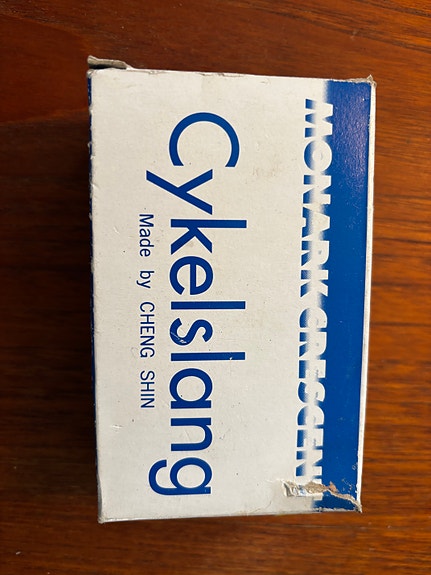 MONARK CRESCENT
Cykelslang
Made by CHENG SHIN